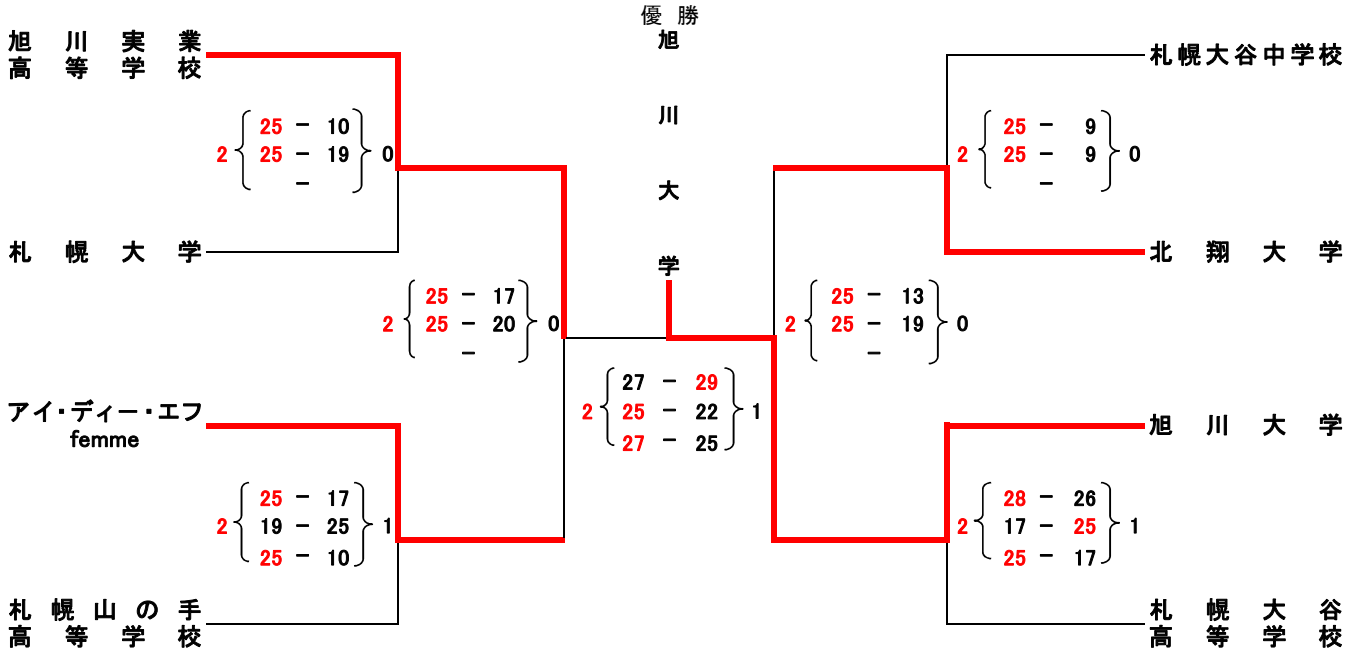 優勝
旭川大学
旭川実業
高等学校
25 - 10
2 25 - 19 0
-
札幌大学
25 - 17
2 25 - 20 0
-
アイ・ディー・エフ
femme
25 - 17
2 19 - 25 1
25 - 10
札幌山の手
高等学校
27 - 29
2 25 - 22 1
27 - 25
札幌大谷中学校
25 - 9
2 25 - 9 0
-
北翔大学
25 - 13
2 25 - 19 0
-
旭川大学
28 - 26
2 17 - 25 1
25 - 17
札幌大谷
高等学校